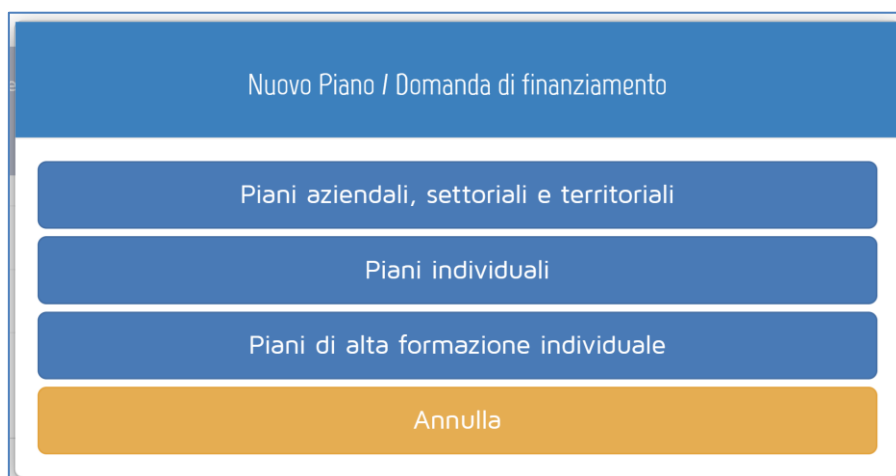 Nuovo Piano / Domanda di finanziamento
Piani aziendali, settoriali e territoriali
Piani individuali
Piani di alta formazione individuale
Annulla